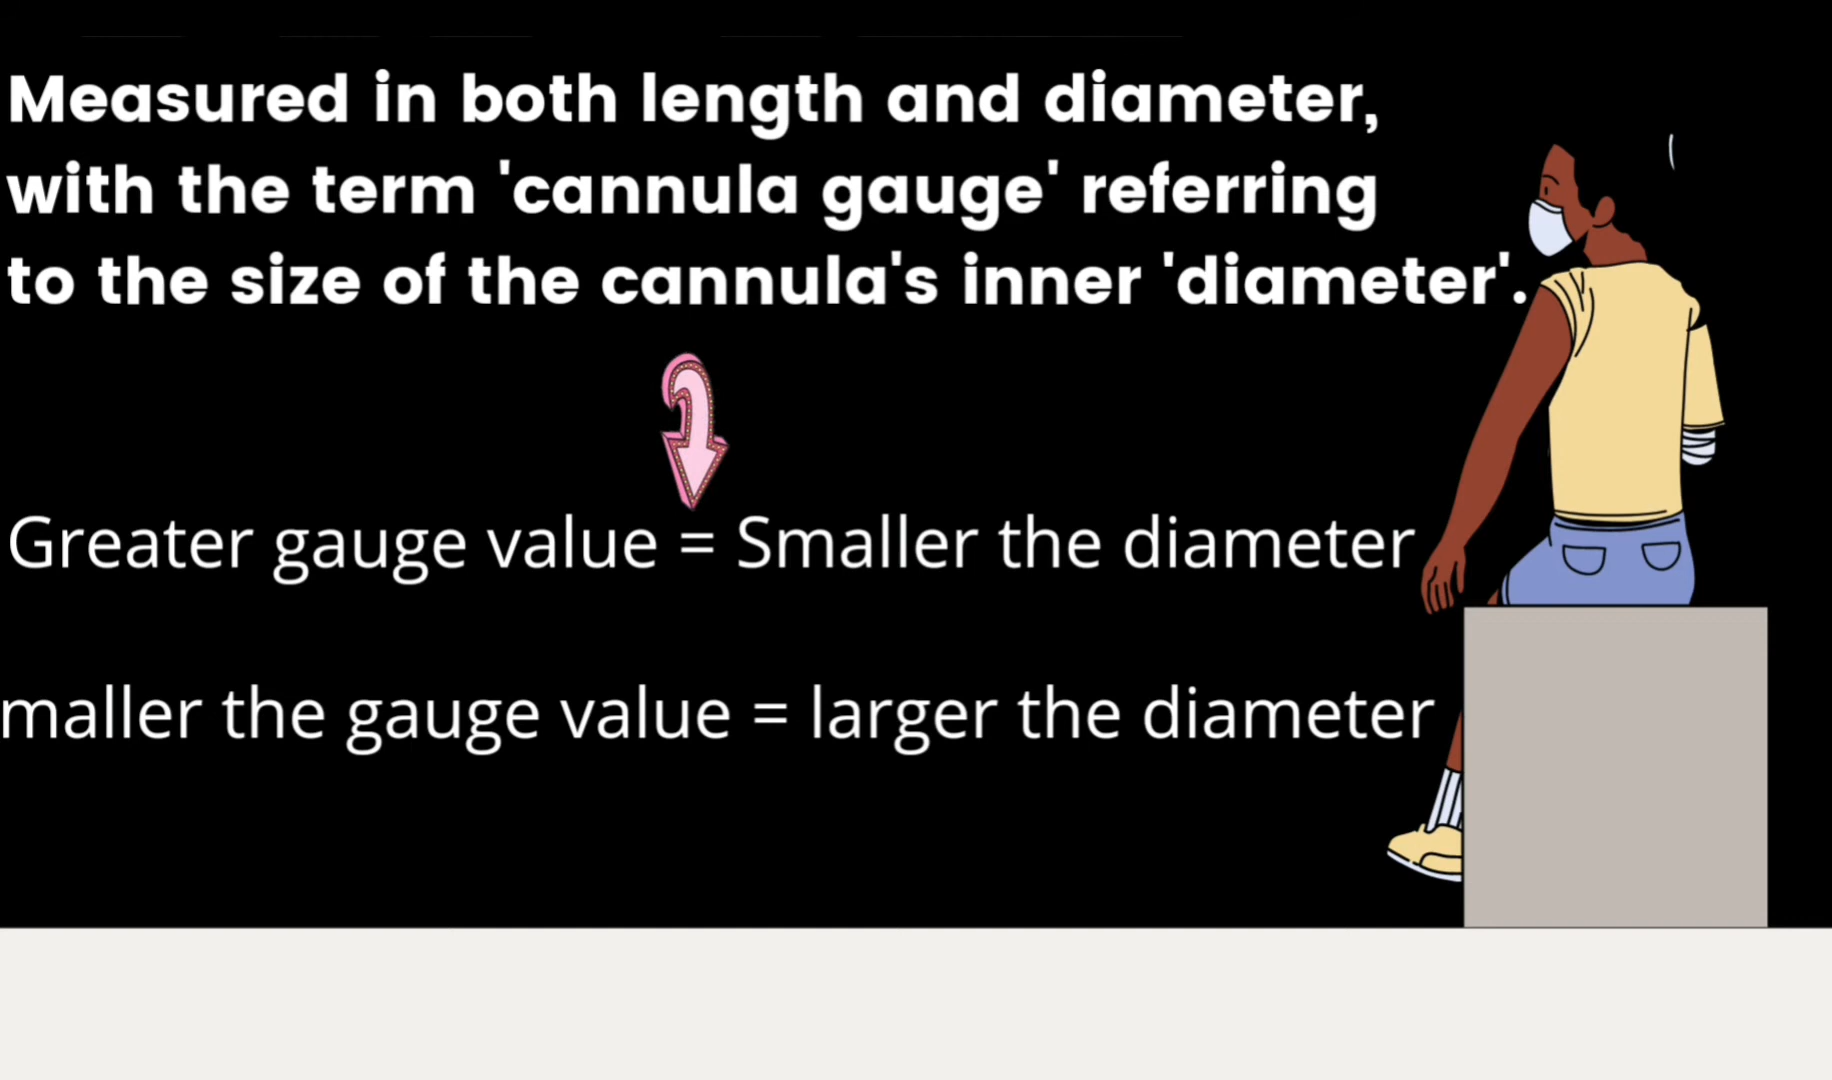 Measured in both length and diameter,
with the term 'cannula gauge' referring
to the size of the cannula's inner 'diameter'.
Greater gauge value = Smaller the diameter
maller the gauge value = larger the diameter